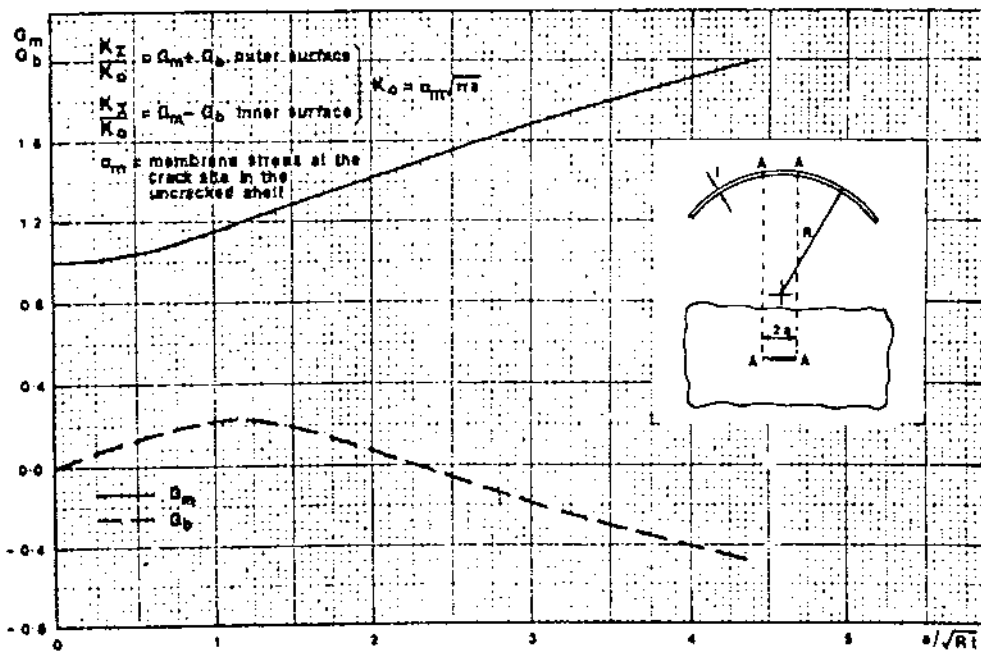 G_m
G_b
K_I/K_o = G_m + G_b outer surface
K_I/K_o = G_m - G_b inner surface
K_o = σ_m√πa
σ_m = membrane stress at the
crack site in the
uncracked shell
1.6
1.2
0.8
0.4
0.0
-0.4
-0.8
G_m
G_b
0
1
2
3
4
5
a/√Rt
A A
t
R
2a
A A